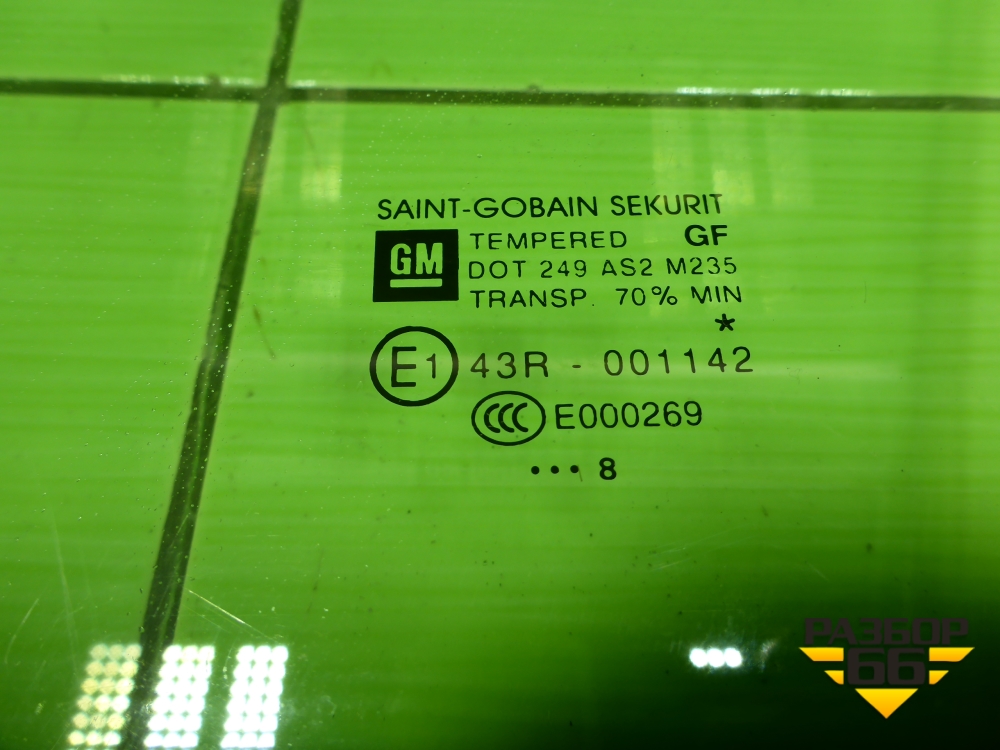 SAINT-GOBAIN SEKURIT
GM TEMPERED GF
DOT 249 AS2 M235
TRANSP. 70% MIN
*
E1 43R - 001142
CCC E000269
••• 8
РАЗБОР
66